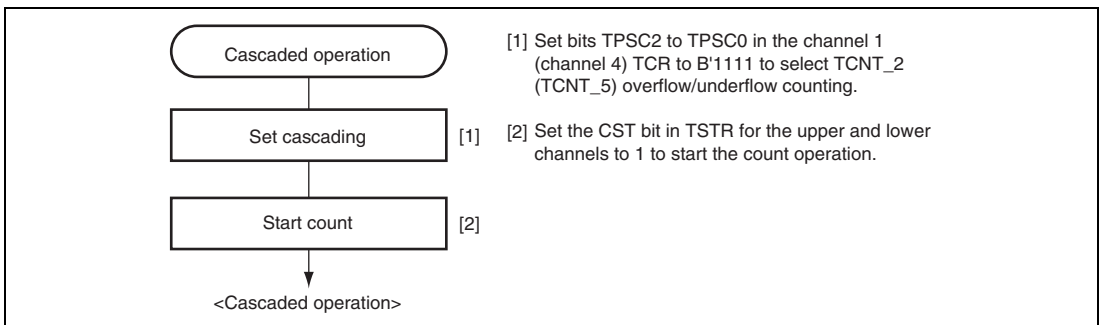 Cascaded operation
[1] Set bits TPSC2 to TPSC0 in the channel 1
(channel 4) TCR to B'1111 to select TCNT_2
(TCNT_5) overflow/underflow counting.
Set cascading
[1]
[2] Set the CST bit in TSTR for the upper and lower
channels to 1 to start the count operation.
Start count
[2]
<Cascaded operation>